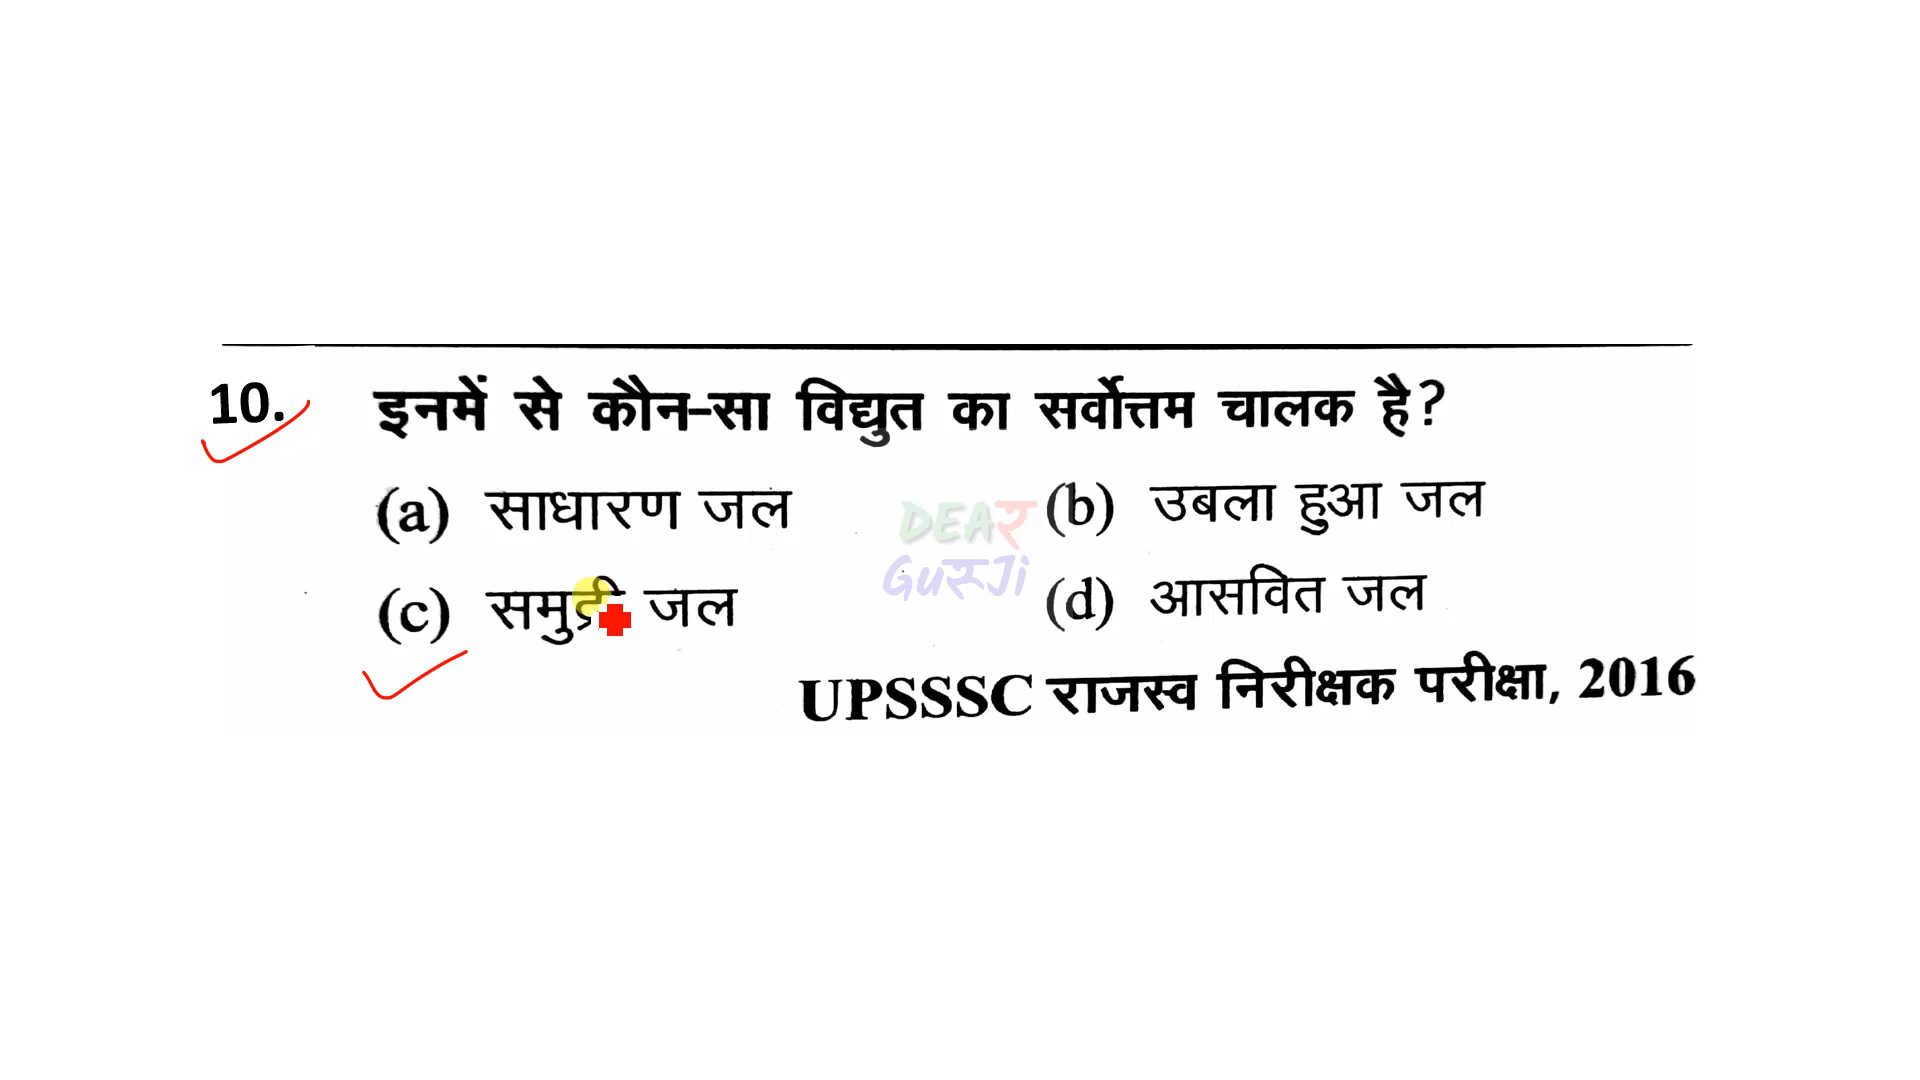 10. इनमें से कौन-सा विद्युत का सर्वोत्तम चालक है?
(a) साधारण जल (b) उबला हुआ जल
DEAR गुरूJi
(c) समुद्री जल (d) आसवित जल
UPSSSC राजस्व निरीक्षक परीक्षा, 2016